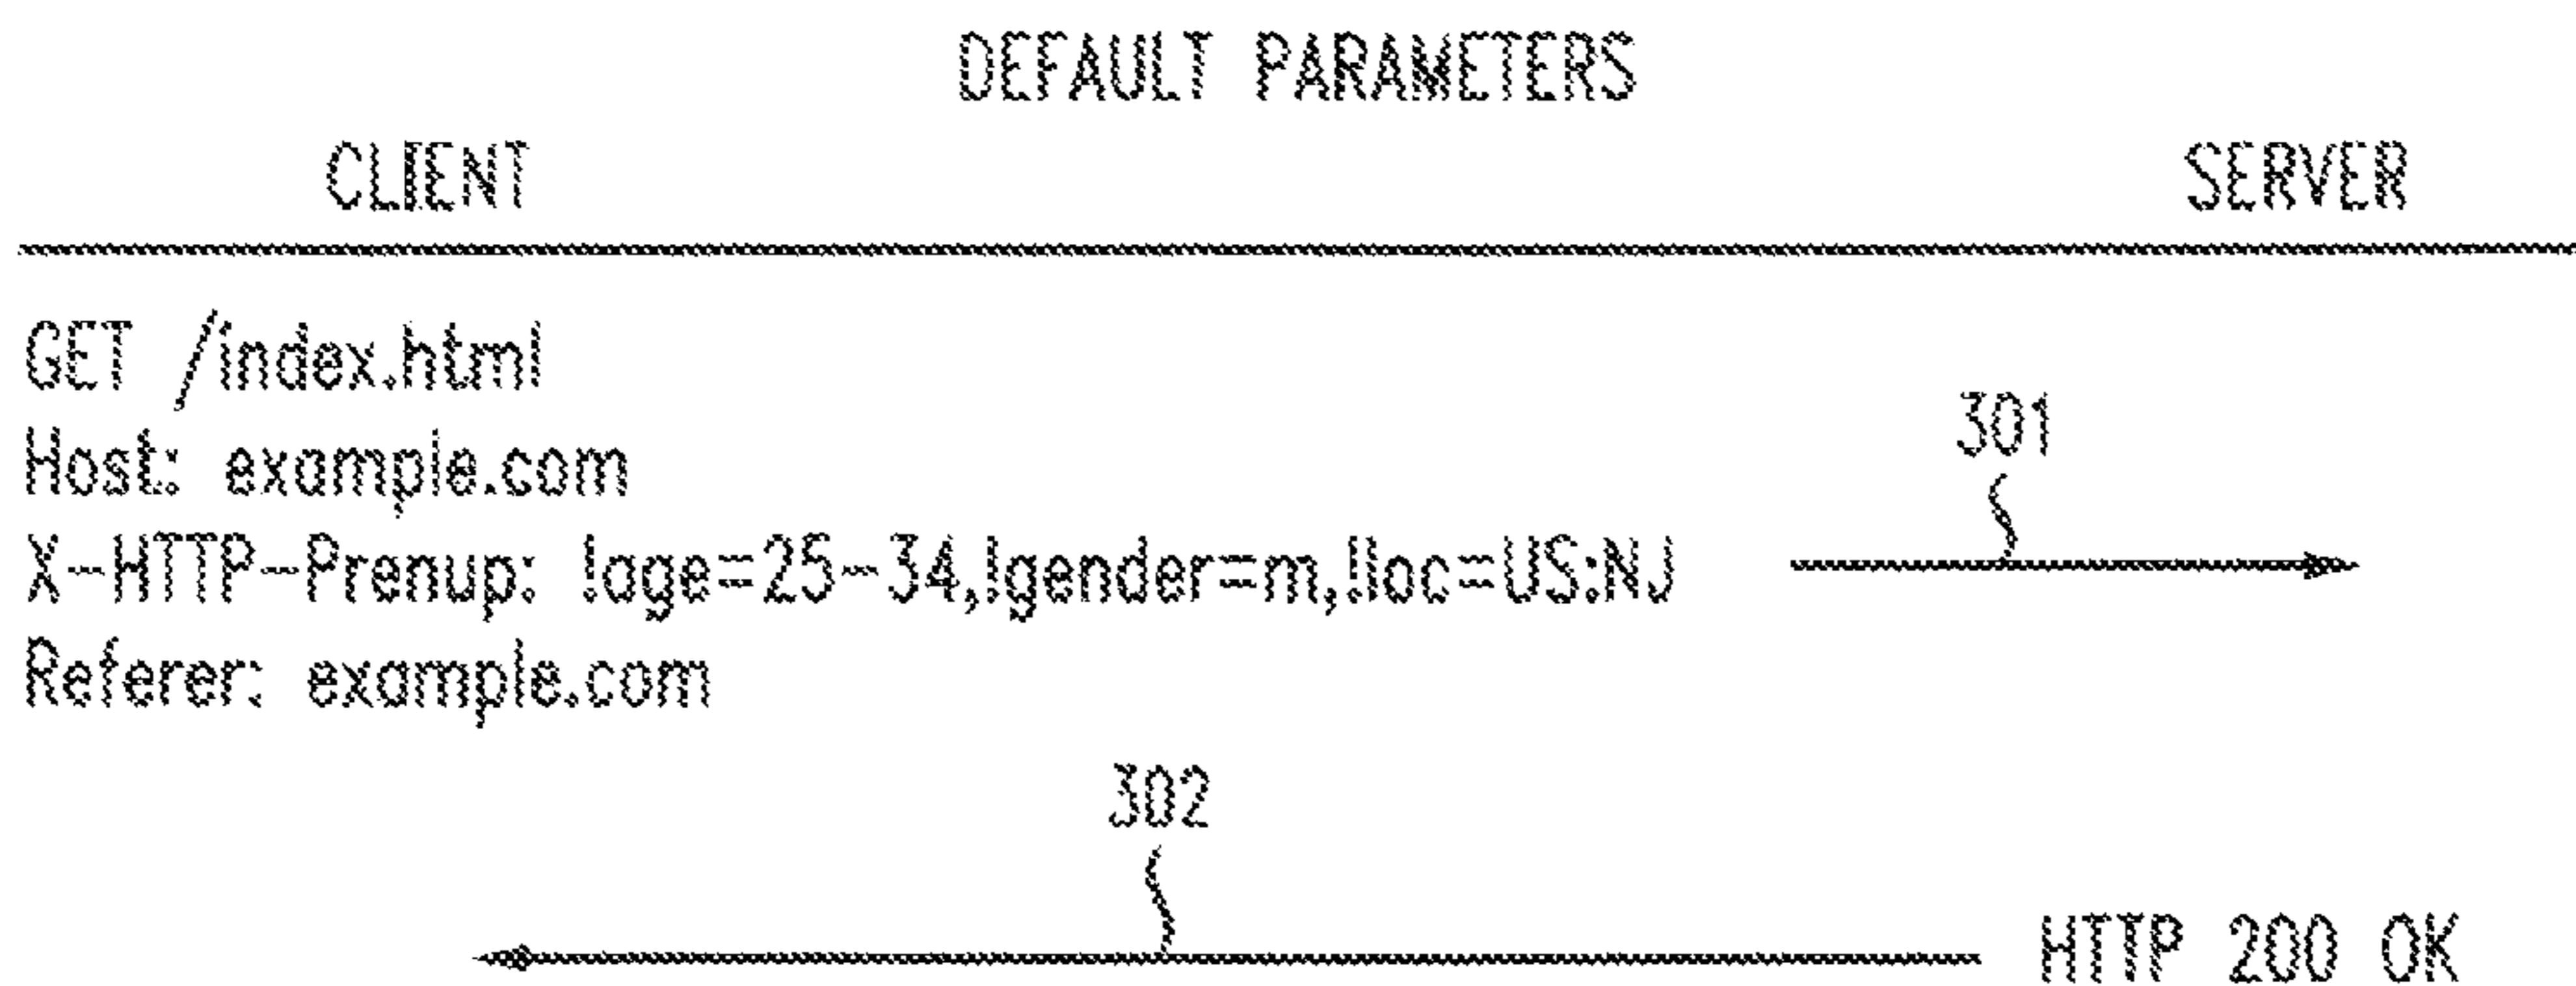 DEFAULT PARAMETERS
CLIENT SERVER
GET /index.html
Host: example.com
301
X-HTTP-Prenup: !age=25-34,!gender=m,!loc=US:NJ
Referer: example.com
302
HTTP 200 OK